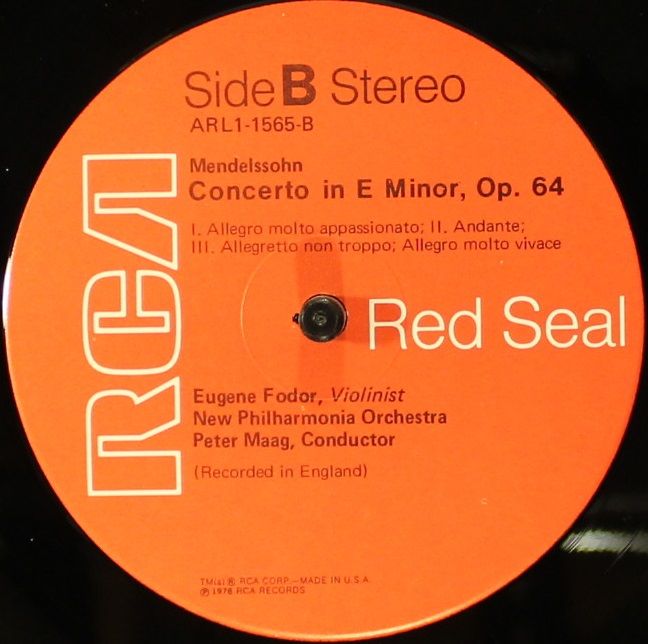 Side B Stereo
ARL1-1565-B
Mendelssohn
Concerto in E Minor, Op. 64
I. Allegro molto appassionato; II. Andante;
III. Allegretto non troppo; Allegro molto vivace
RCA
Red Seal
Eugene Fodor, Violinist
New Philharmonia Orchestra
Peter Maag, Conductor
(Recorded in England)
TM(s) ® RCA CORP.—MADE IN U.S.A.
℗ 1976 RCA RECORDS